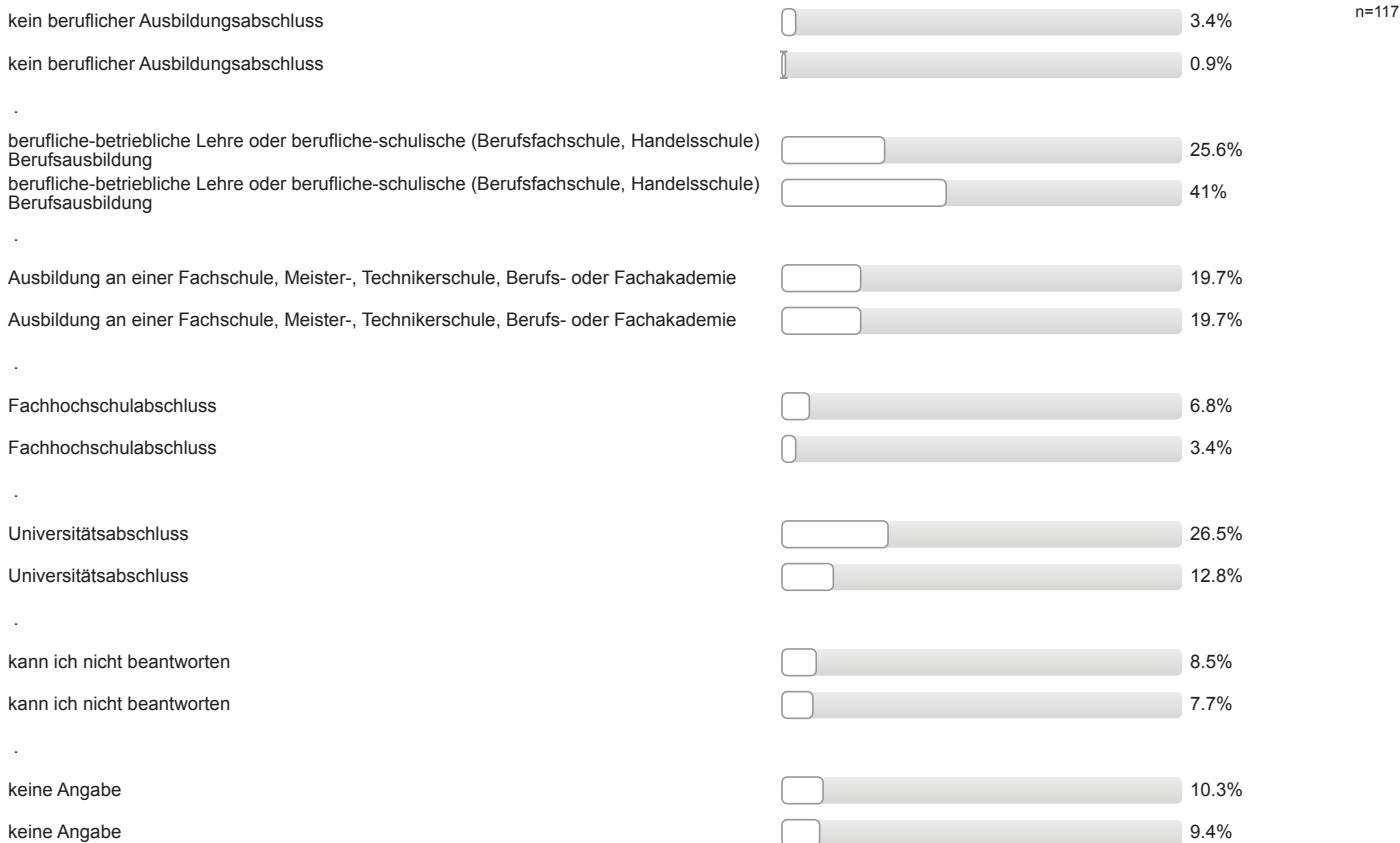 kein beruflicher Ausbildungsabschluss 3.4% n=117
kein beruflicher Ausbildungsabschluss 0.9%
.
berufliche-betriebliche Lehre oder berufliche-schulische (Berufsfachschule, Handelsschule)
Berufsausbildung 25.6%
berufliche-betriebliche Lehre oder berufliche-schulische (Berufsfachschule, Handelsschule)
Berufsausbildung 41%
.
Ausbildung an einer Fachschule, Meister-, Technikerschule, Berufs- oder Fachakademie 19.7%
Ausbildung an einer Fachschule, Meister-, Technikerschule, Berufs- oder Fachakademie 19.7%
.
Fachhochschulabschluss 6.8%
Fachhochschulabschluss 3.4%
.
Universitätsabschluss 26.5%
Universitätsabschluss 12.8%
.
kann ich nicht beantworten 8.5%
kann ich nicht beantworten 7.7%
.
keine Angabe 10.3%
keine Angabe 9.4%